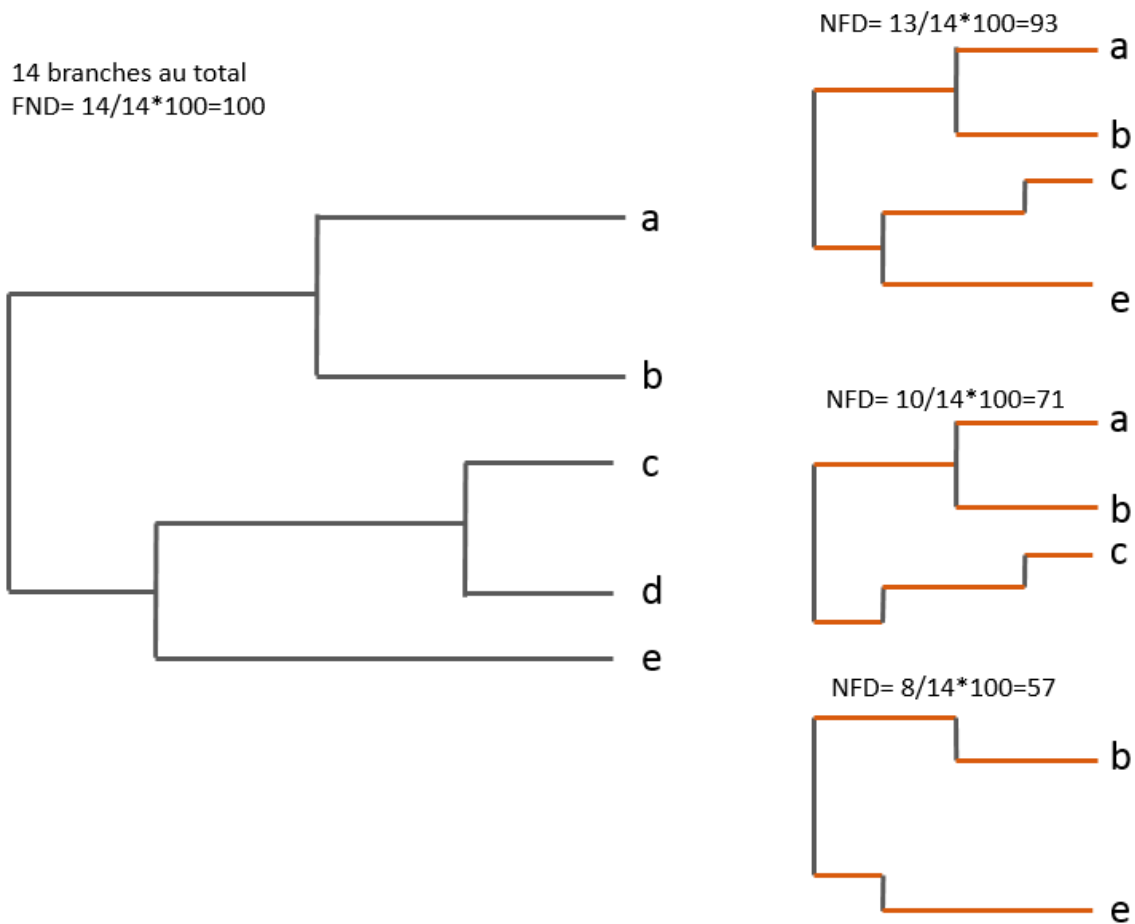 14 branches au total
FND= 14/14*100=100
a
b
c
d
e
NFD= 13/14*100=93
a
b
c
e
NFD= 10/14*100=71
a
b
c
NFD= 8/14*100=57
b
e